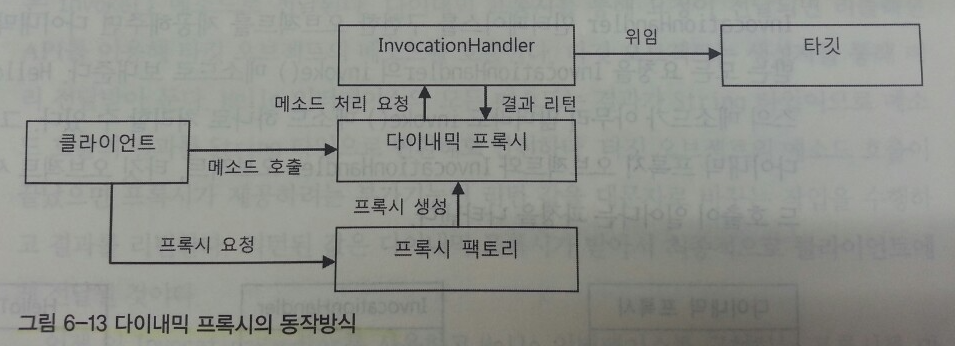 InvocationHandler
위임
타깃
메소드 처리 요청
결과 리턴
클라이언트
다이내믹 프록시
메소드 호출
프록시 생성
프록시 요청
프록시 팩토리
그림 6-13 다이내믹 프록시의 동작방식